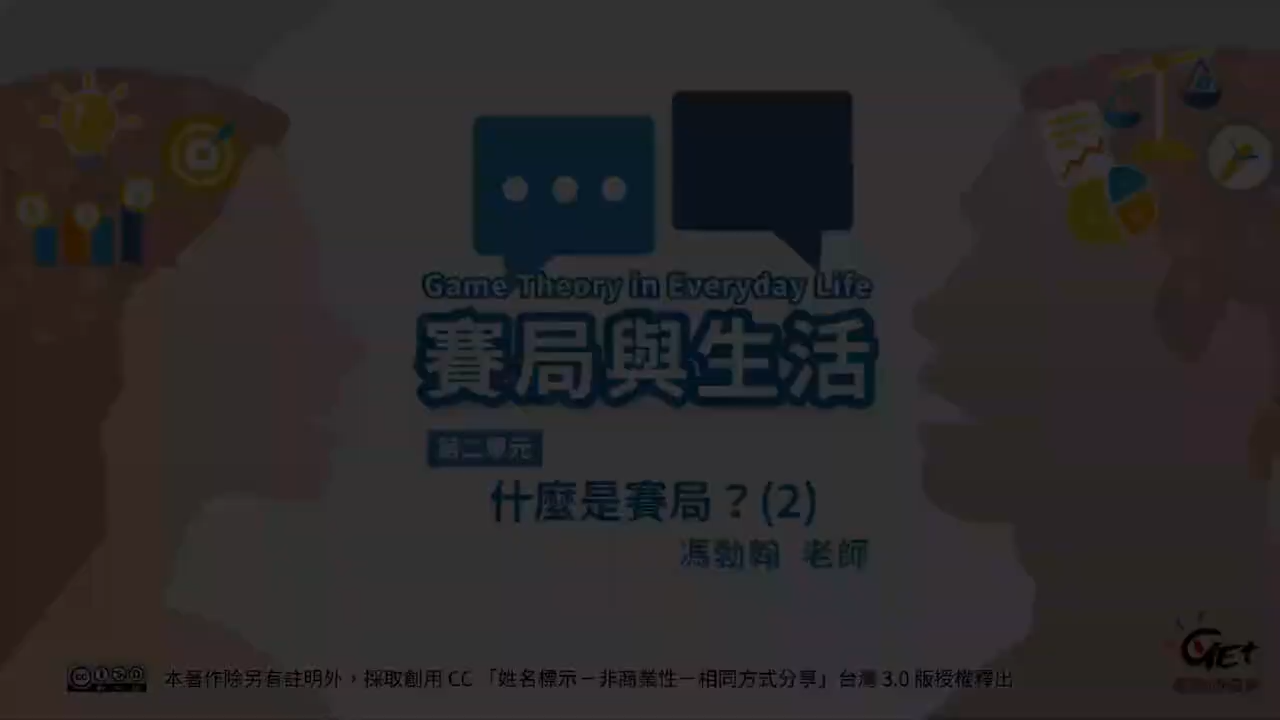 Game Theory in Everyday Life
賽局與生活
第二單元
什麼是賽局？(2)
馮勃翰 老師
本著作除另有註明外，採取創用 CC 「姓名標示－非商業性－相同方式分享」台灣 3.0 版授權釋出
GET